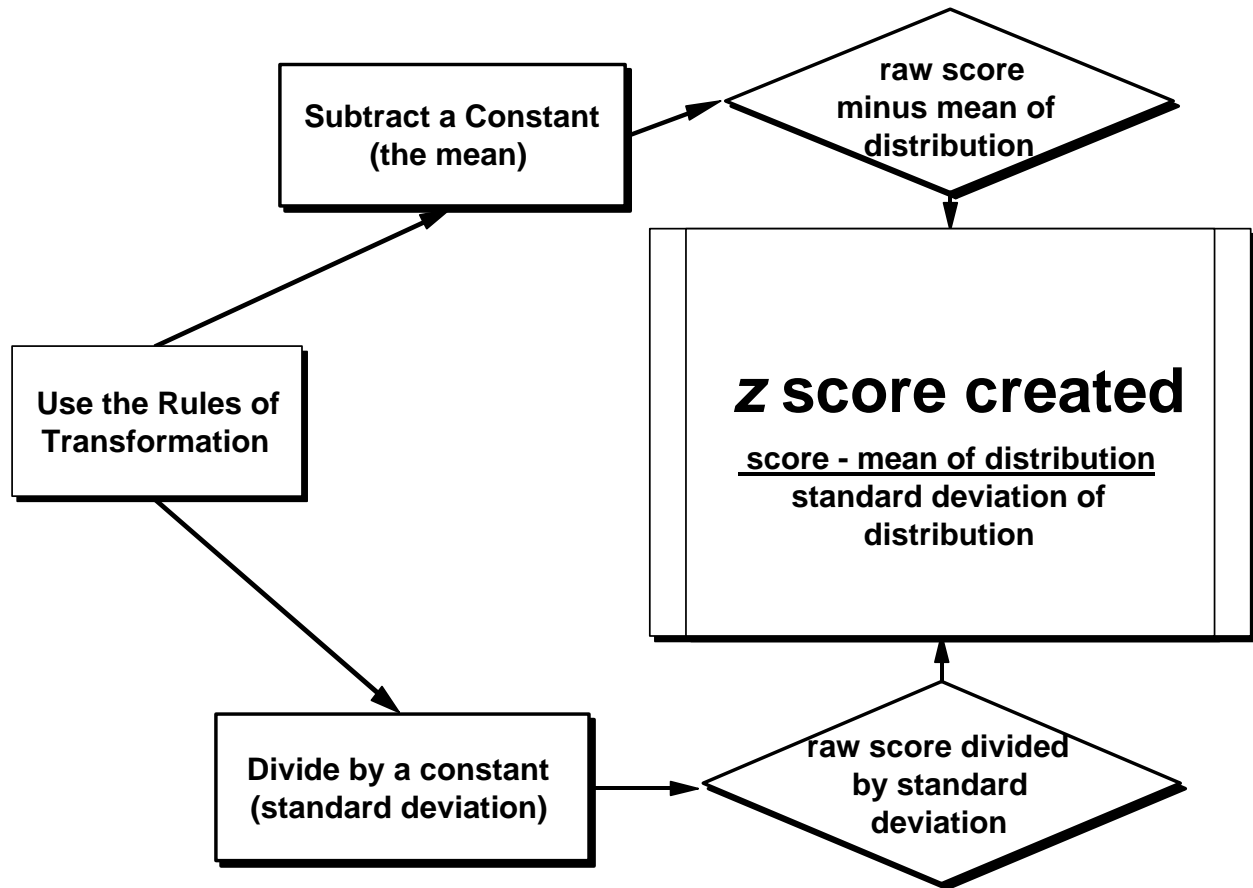 raw score
minus mean of
distribution
Subtract a Constant
(the mean)
Use the Rules of
Transformation
z score created
score - mean of distribution
standard deviation of
distribution
Divide by a constant
(standard deviation)
raw score divided
by standard
deviation